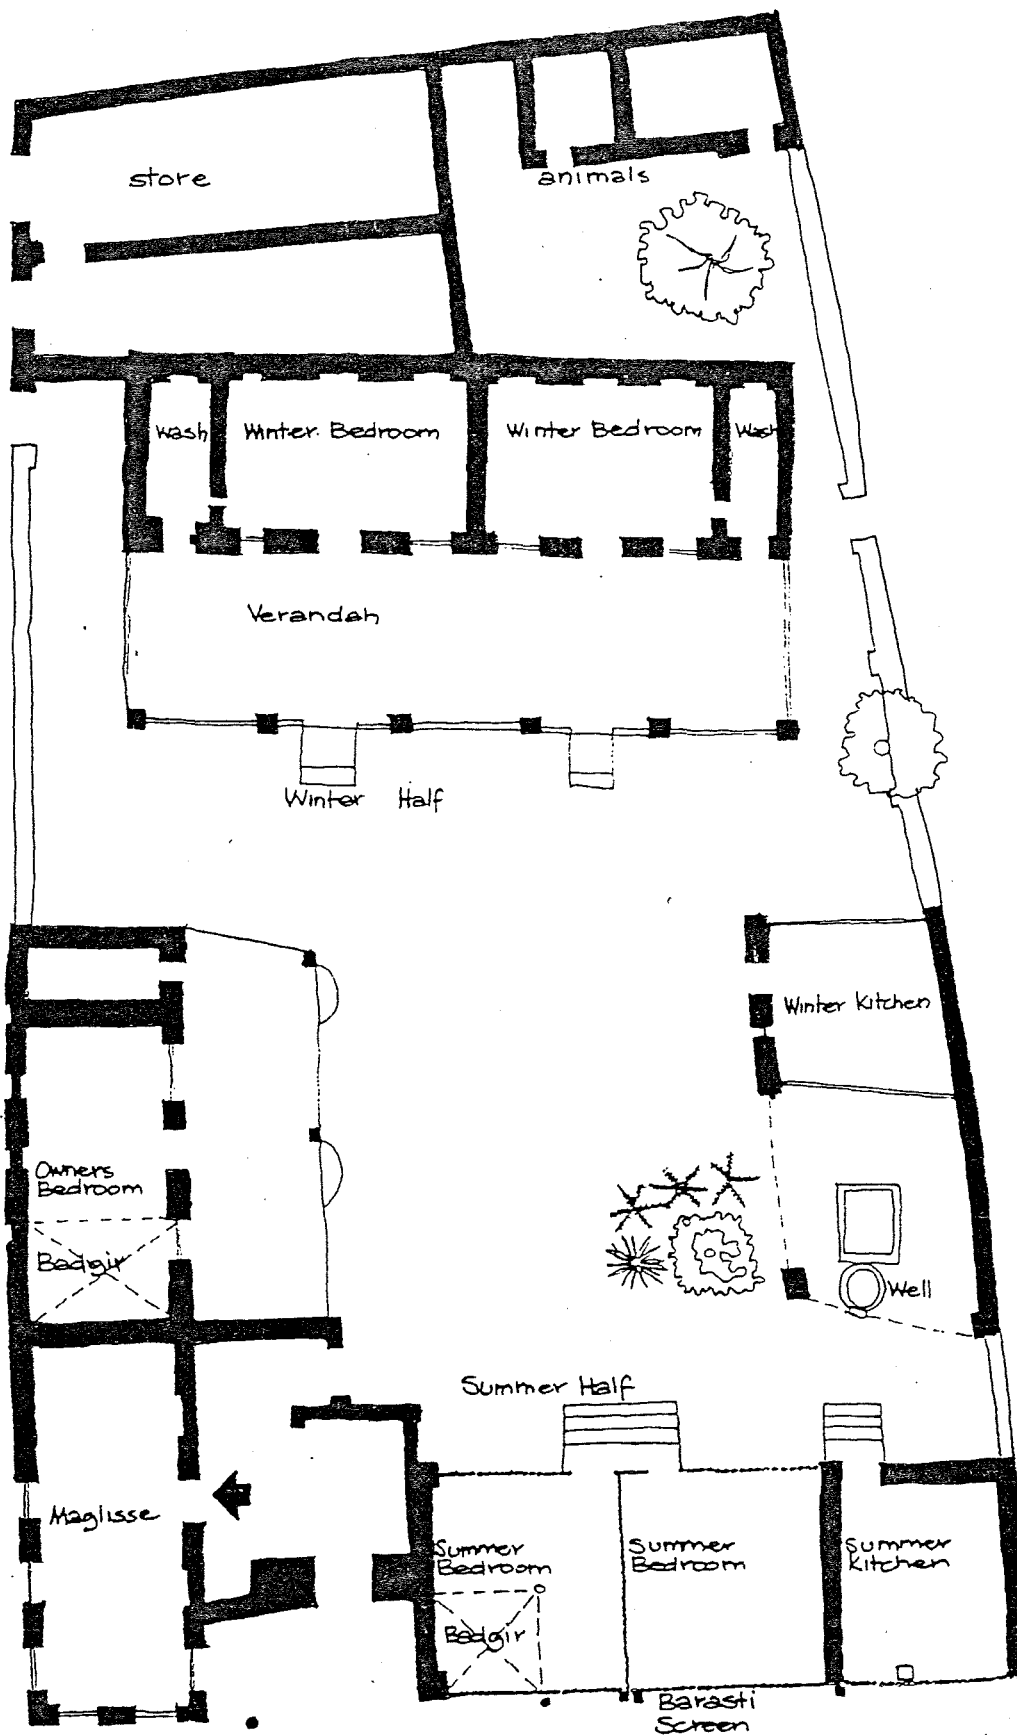 store
animals
Wash
Winter. Bedroom
Winter Bedroom
Wash
Verandah
Winter Half
Winter Kitchen
Owners
Bedroom
Badgir
Well
Summer Half
Maglisse
Summer
Bedroom
Badgir
Summer
Bedroom
Summer
Kitchen
Barasti
Screen